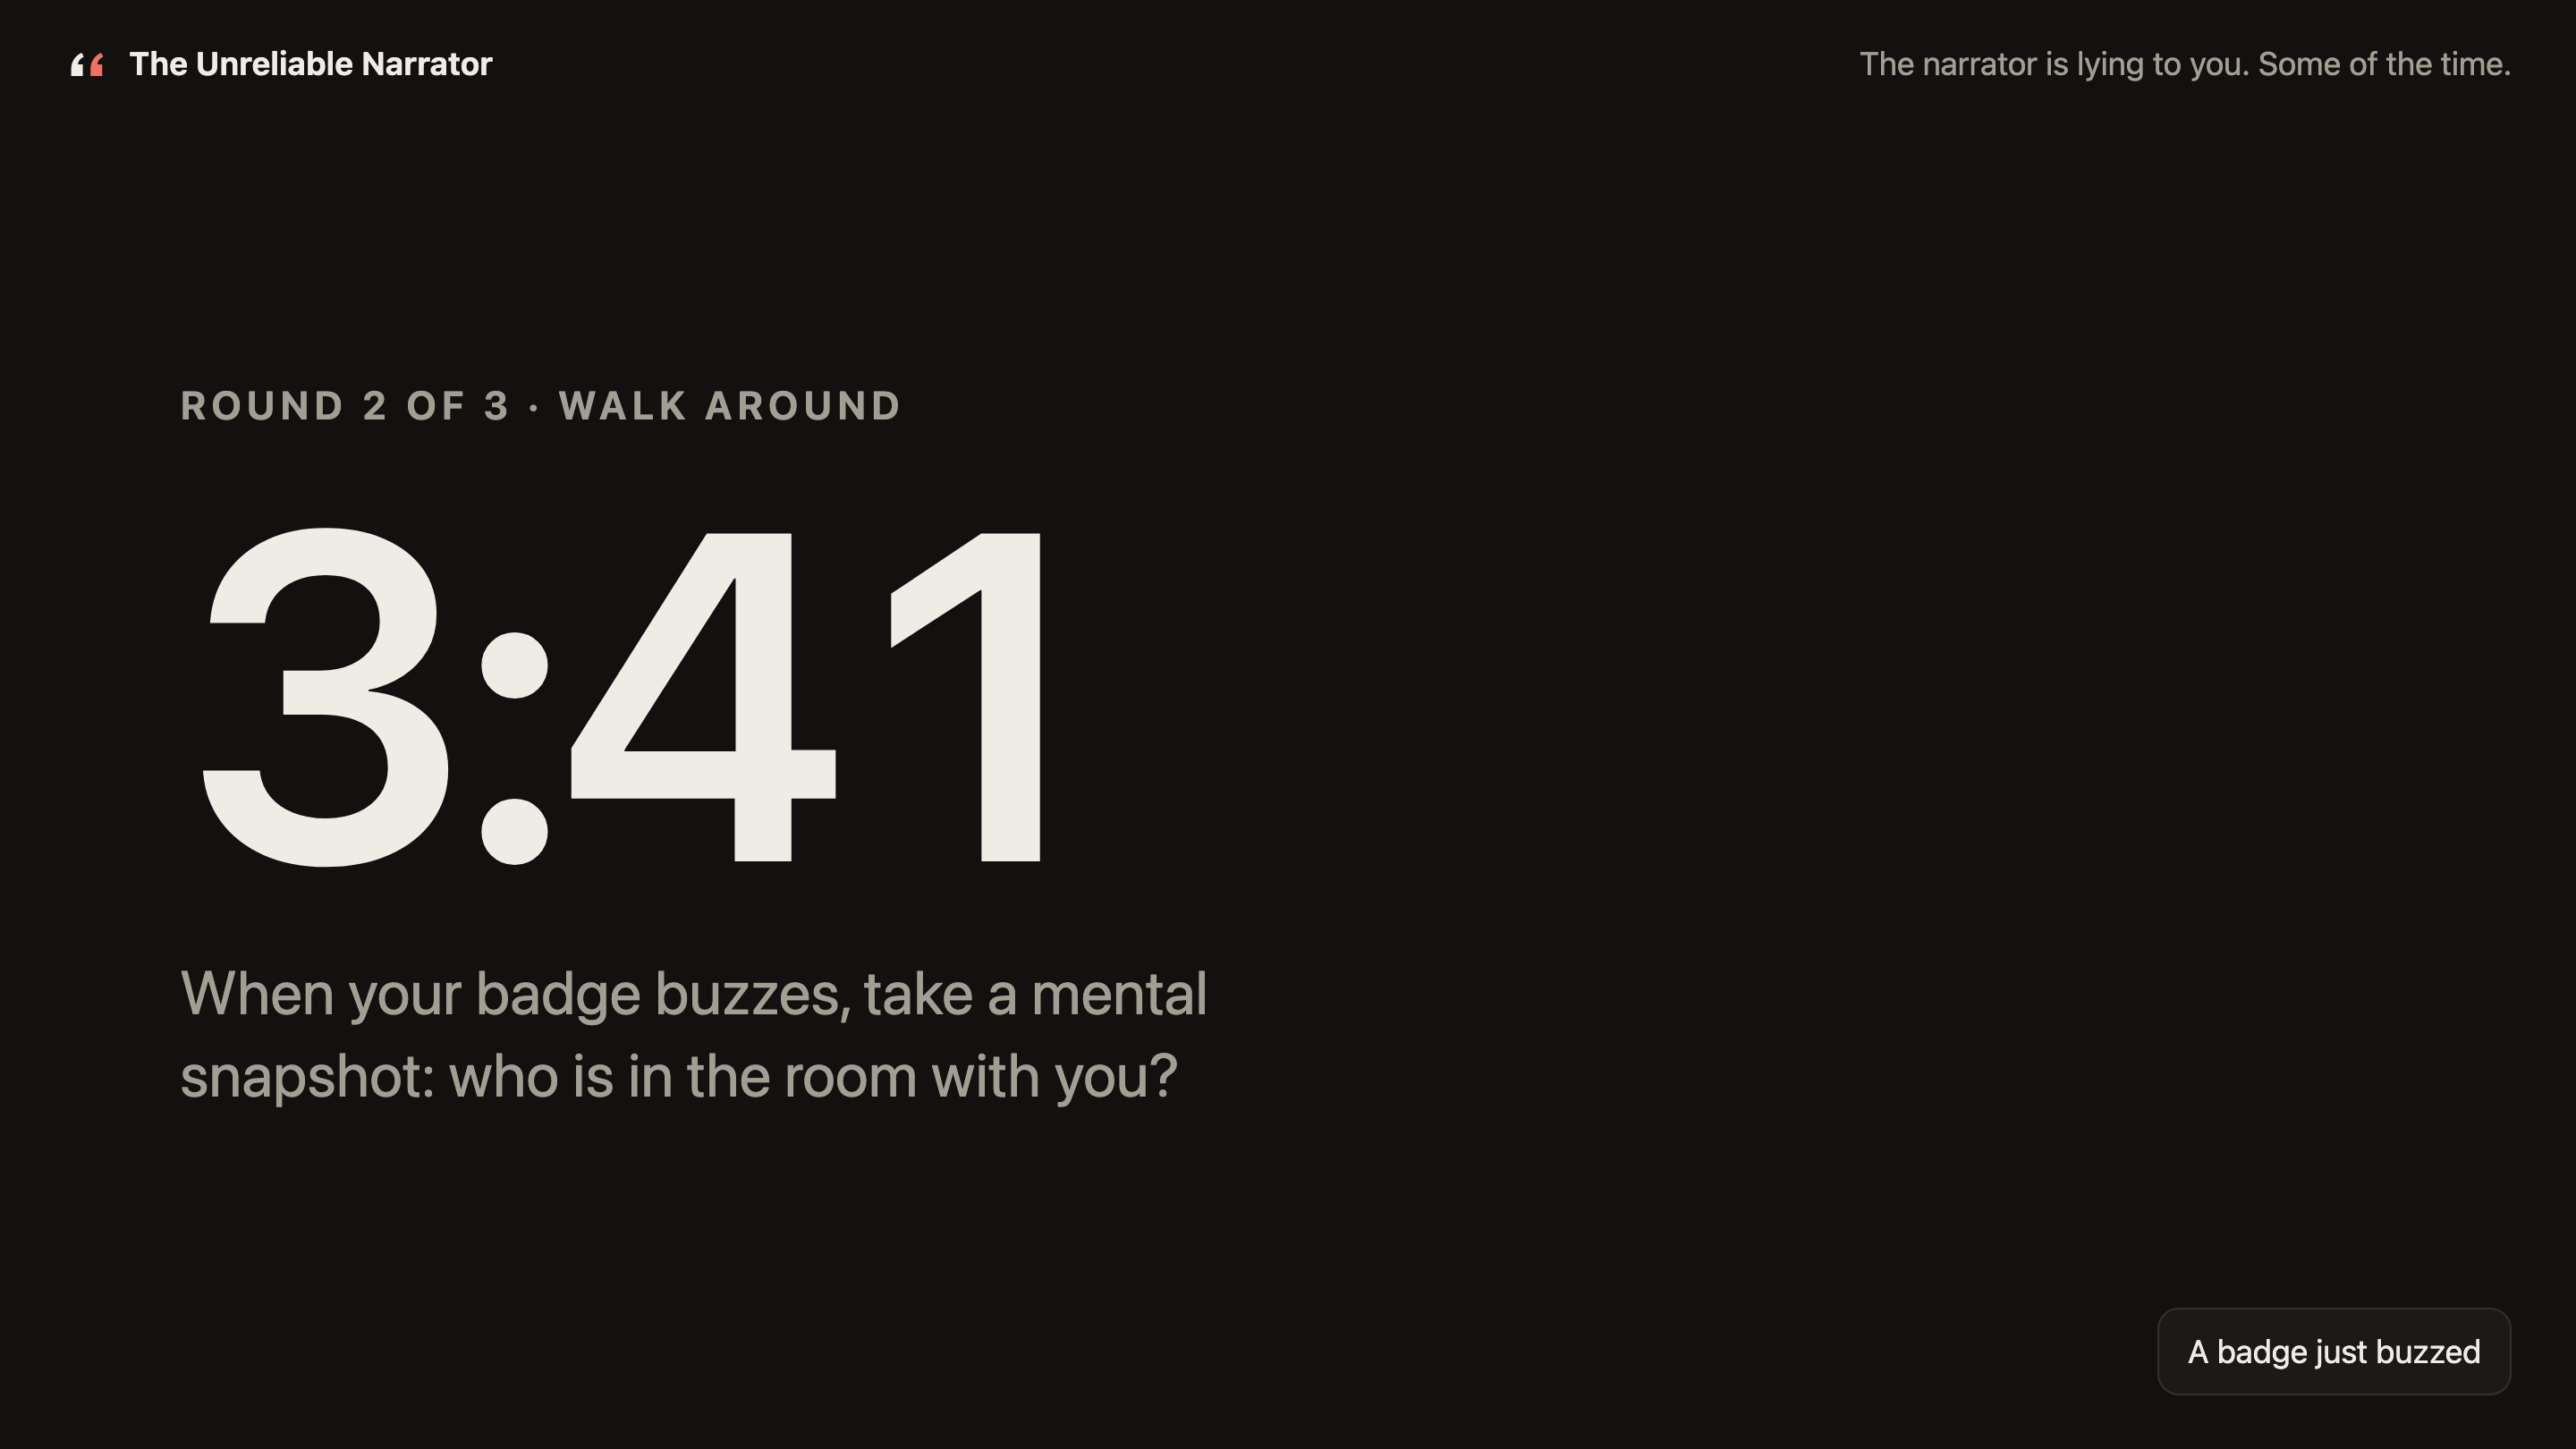 The Unreliable Narrator
The narrator is lying to you. Some of the time.
ROUND 2 OF 3 · WALK AROUND
3:41
When your badge buzzes, take a mental
snapshot: who is in the room with you?
A badge just buzzed